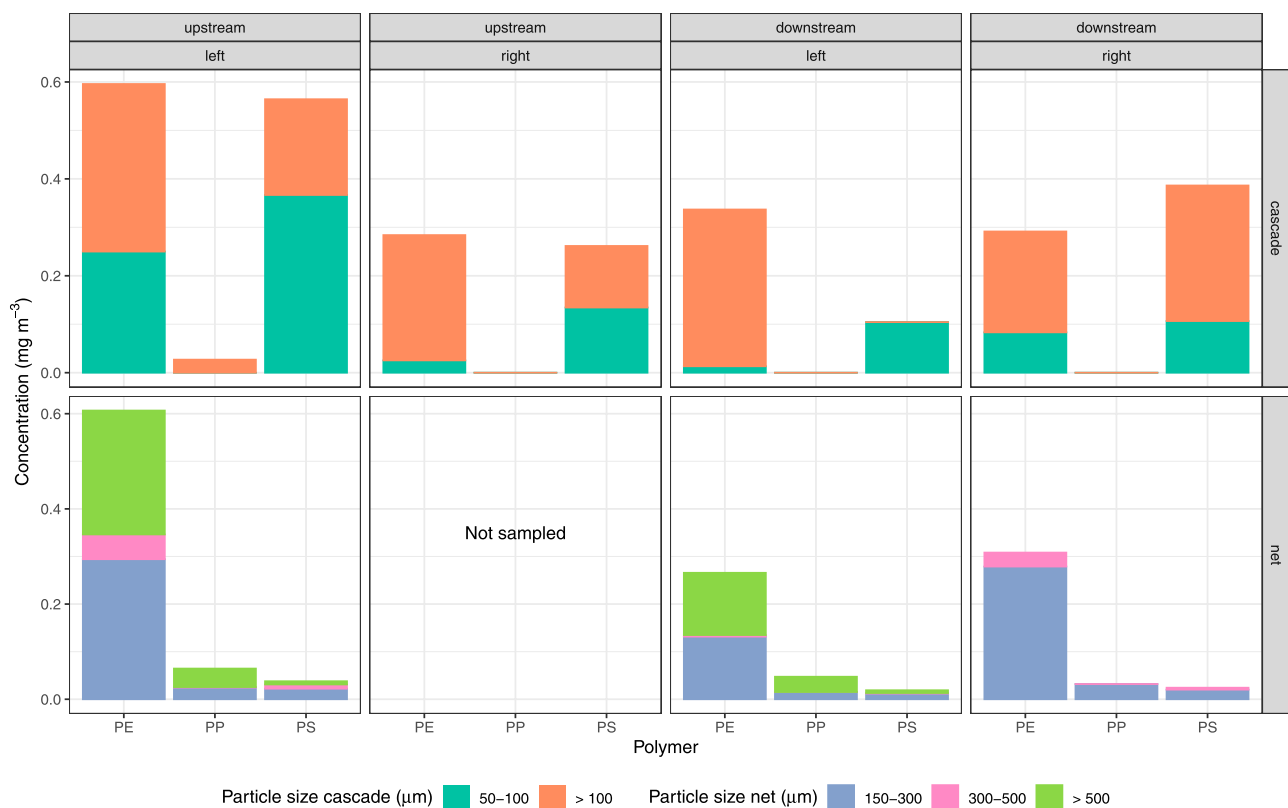 upstream
upstream
downstream
downstream
left
right
left
right
0.6
0.4
0.2
0.0
cascade
Concentration (mg m⁻³)
0.6
0.4
0.2
0.0
Not sampled
net
PE PP PS
PE PP PS
PE PP PS
PE PP PS
Polymer
Particle size cascade (μm) 50–100 > 100 Particle size net (μm) 150–300 300–500 > 500